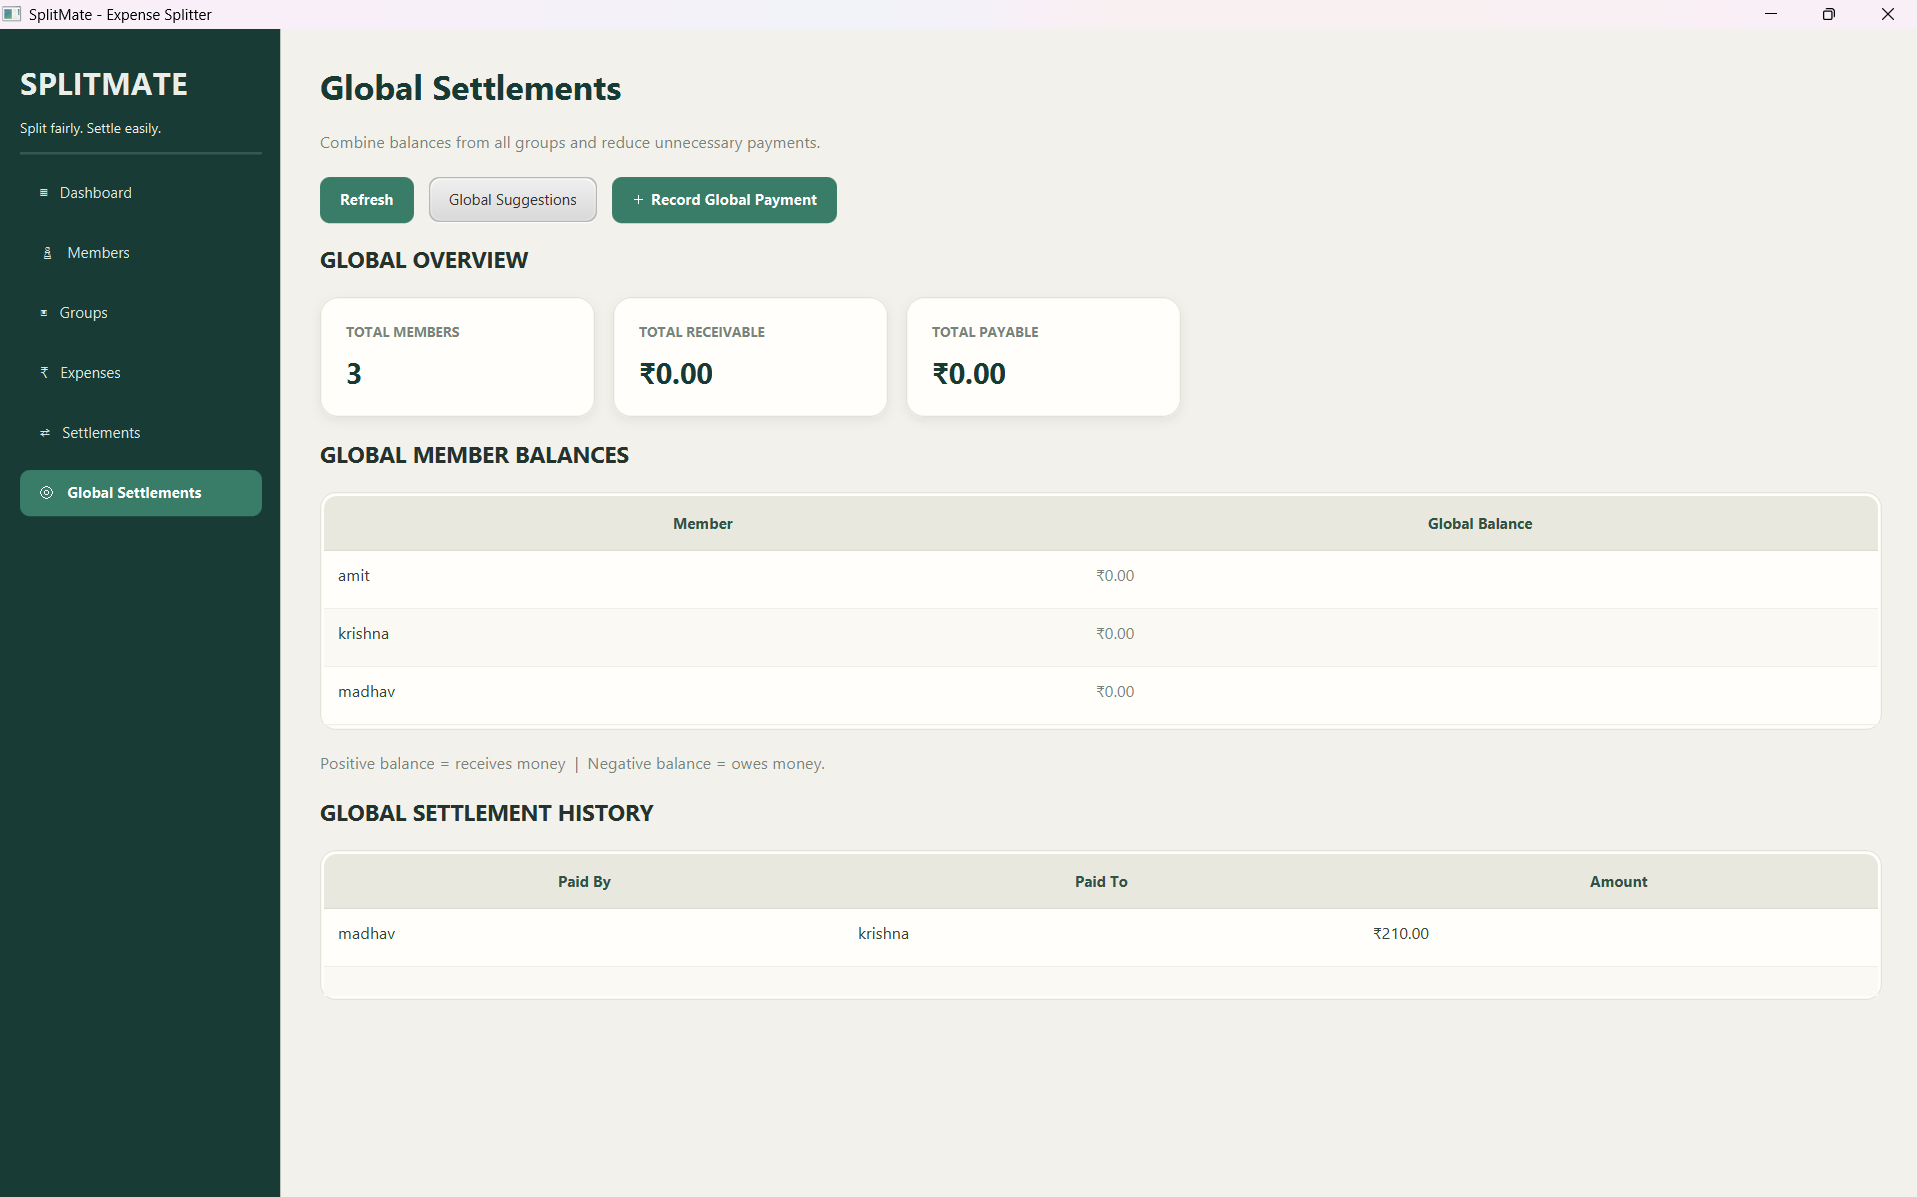 SplitMate - Expense Splitter
SPLITMATE
Split fairly. Settle easily.
Dashboard
Members
Groups
₹ Expenses
⇄ Settlements
◎ Global Settlements
Global Settlements
Combine balances from all groups and reduce unnecessary payments.
Refresh Global Suggestions + Record Global Payment
GLOBAL OVERVIEW
TOTAL MEMBERS TOTAL RECEIVABLE TOTAL PAYABLE
3 ₹0.00 ₹0.00
GLOBAL MEMBER BALANCES
Member Global Balance
amit ₹0.00
krishna ₹0.00
madhav ₹0.00
Positive balance = receives money | Negative balance = owes money.
GLOBAL SETTLEMENT HISTORY
Paid By Paid To Amount
madhav krishna ₹210.00